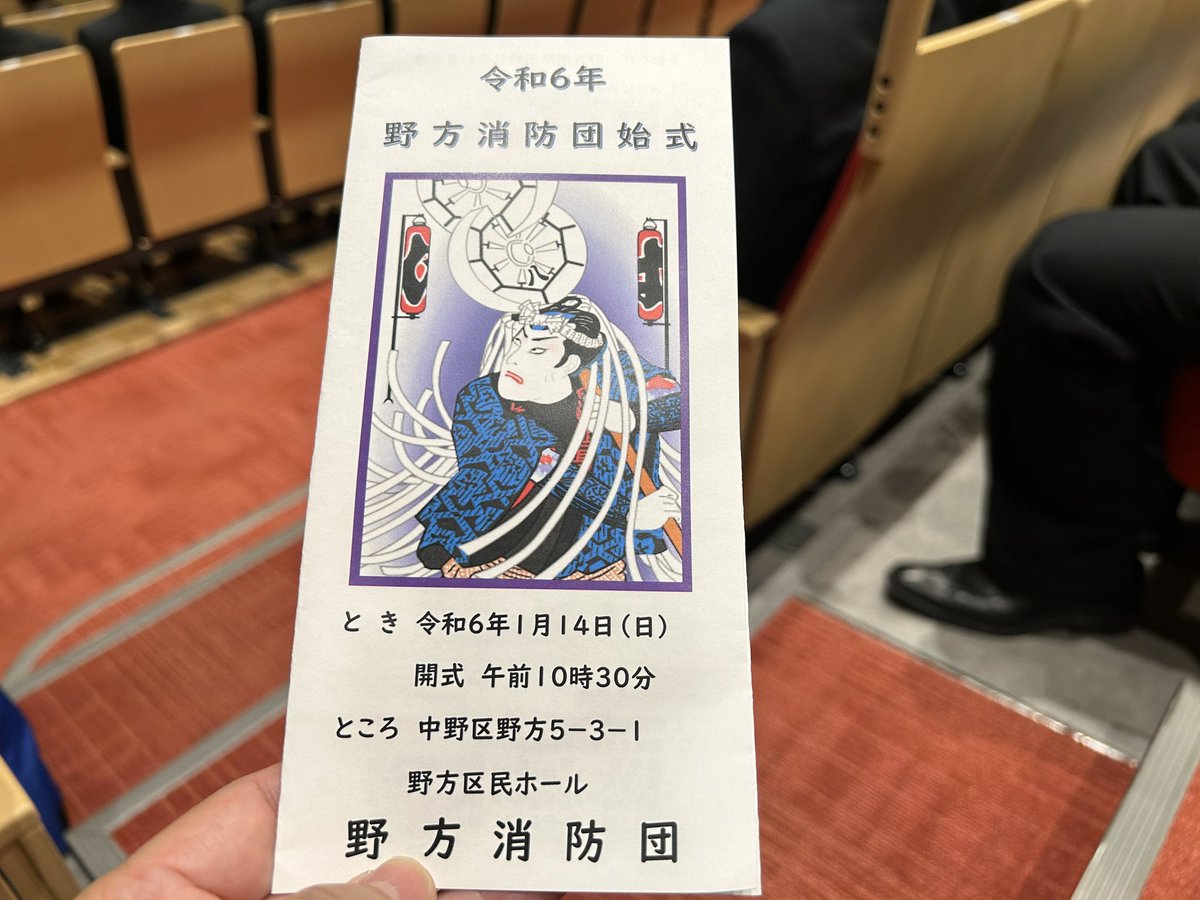 令和6年
野方消防団始式
八
とき 令和6年1月14日(日)
開式 午前10時30分
ところ 中野区野方5-3-1
野方区民ホール
野方消防団